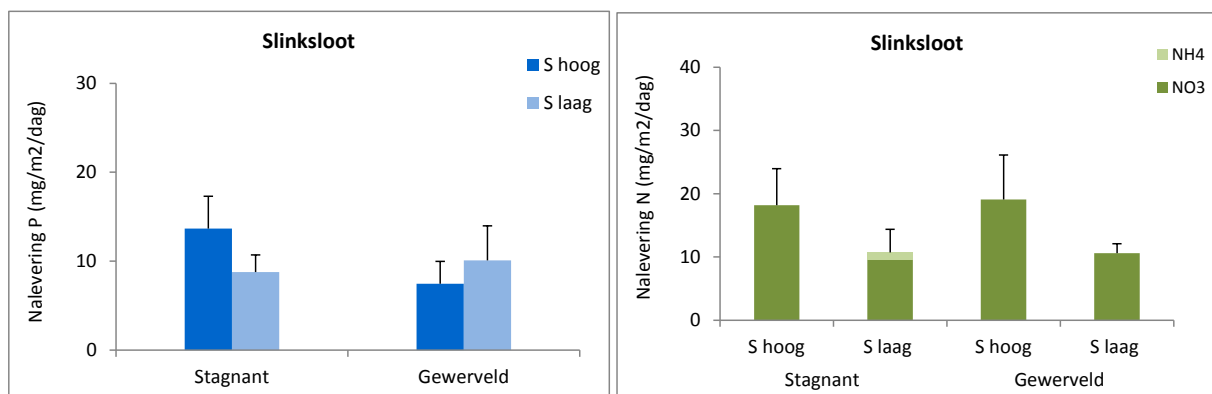 Slinksloot
S hoog
S laag
Nalevering P (mg/m2/dag)
30
20
10
0
Stagnant Gewerveld
Slinksloot
NH4
NO3
Nalevering N (mg/m2/dag)
40
30
20
10
0
S hoog S laag S hoog S laag
Stagnant Gewerveld